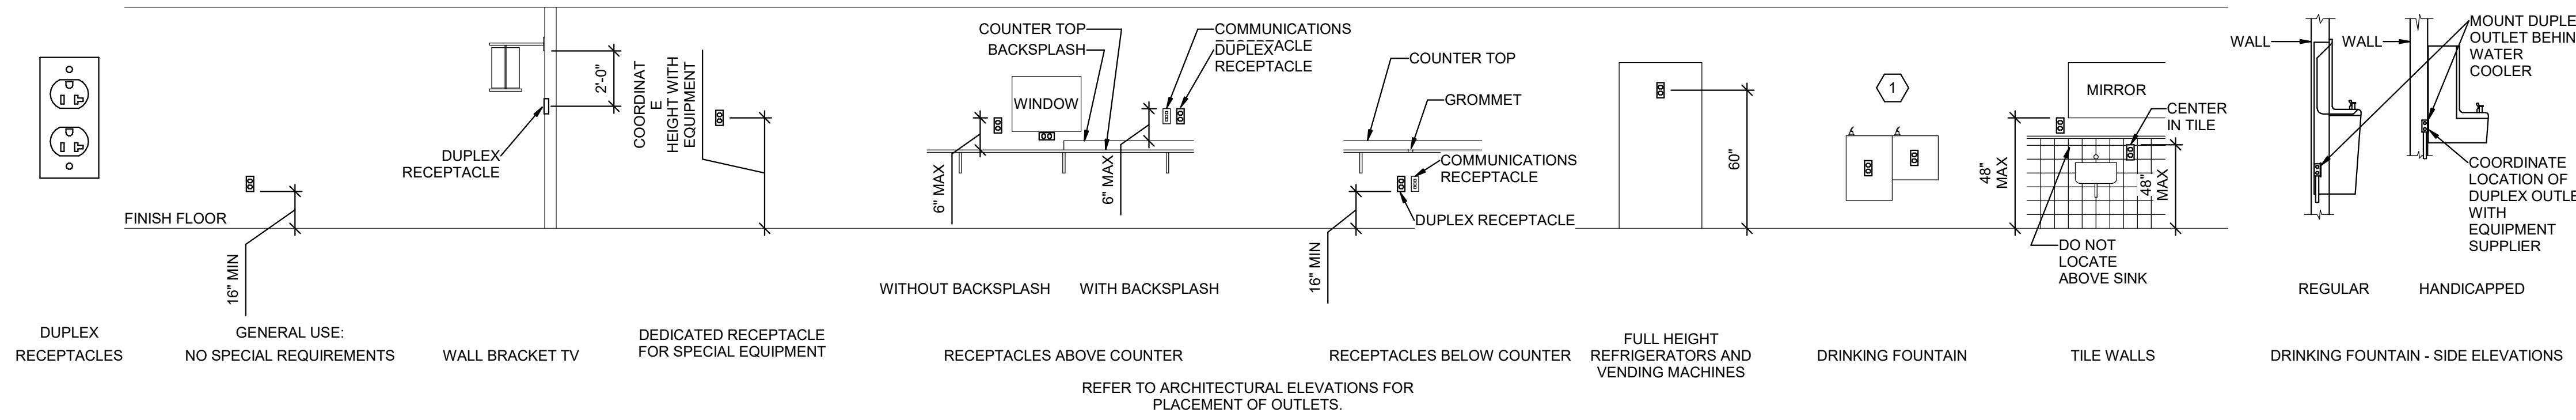 DUPLEX
RECEPTACLES
FINISH FLOOR
16" MIN
GENERAL USE:
NO SPECIAL REQUIREMENTS
2'-0"
DUPLEX
RECEPTACLE
WALL BRACKET TV
COORDINAT
E
HEIGHT WITH
EQUIPMENT
DEDICATED RECEPTACLE
FOR SPECIAL EQUIPMENT
COUNTER TOP
BACKSPLASH
COMMUNICATIONS
ACLE
DUPLEX
RECEPTACLE
WINDOW
6" MAX
6" MAX
WITHOUT BACKSPLASH
WITH BACKSPLASH
RECEPTACLES ABOVE COUNTER
COUNTER TOP
GROMMET
COMMUNICATIONS
RECEPTACLE
DUPLEX RECEPTACLE
16" MIN
RECEPTACLES BELOW COUNTER
REFER TO ARCHITECTURAL ELEVATIONS FOR
PLACEMENT OF OUTLETS.
60"
FULL HEIGHT
REFRIGERATORS AND
VENDING MACHINES
1
DRINKING FOUNTAIN
MIRROR
CENTER
IN TILE
48"
MAX
48"
MAX
DO NOT
LOCATE
ABOVE SINK
TILE WALLS
WALL
WALL
MOUNT DUPLE
OUTLET BEHIN
WATER
COOLER
COORDINATE
LOCATION OF
DUPLEX OUTLE
WITH
EQUIPMENT
SUPPLIER
REGULAR
HANDICAPPED
DRINKING FOUNTAIN - SIDE ELEVATIONS